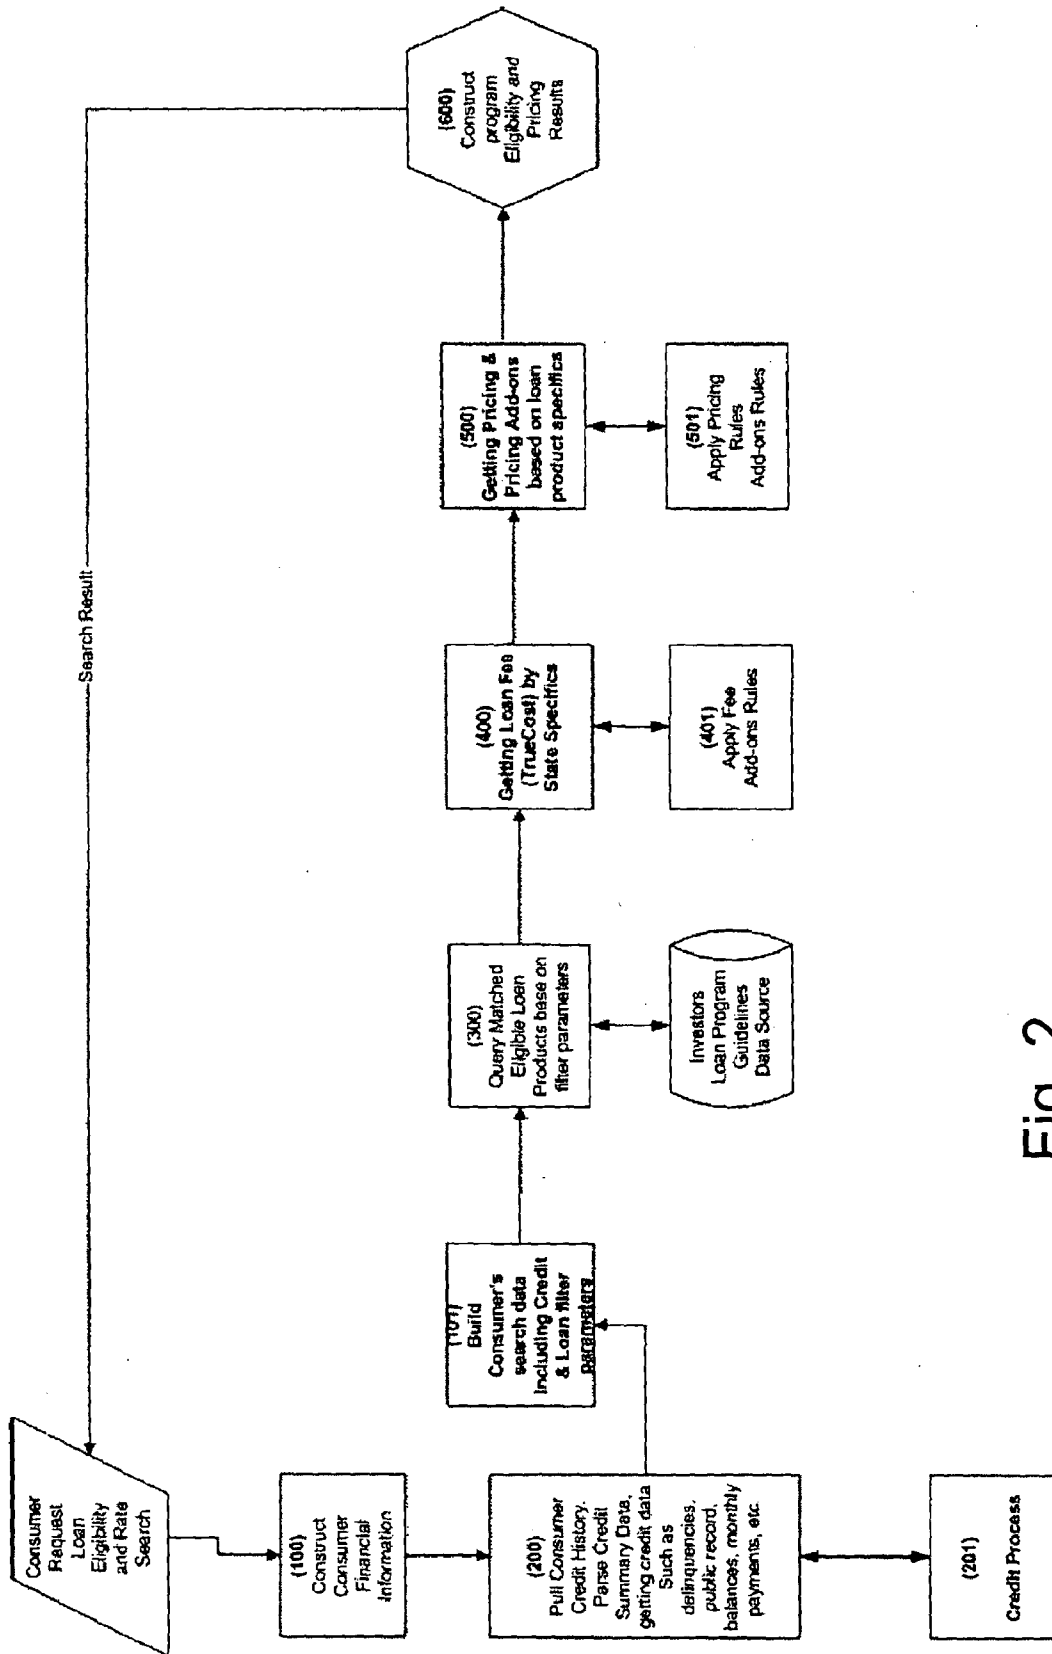 Consumer
Request
Loan
Eligibility
and Rate
Search
Search Result
(100)
Construct
Consumer
Financial
Information
(200)
Pull Consumer
Credit History.
Parse Credit
Summary Data,
getting credit data
Such as
delinquencies,
public record,
balances, monthly
payments, etc
(201)
Credit Process
(101)
Build
Consumer's
search data
Including Credit
& Loan filter
parameters
(300)
Query Matched
Eligible Loan
Products base on
filter parameters
Investors
Loan Program
Guidelines
Data Source
(400)
Getting Loan Fee
(TrueCost) by
State Specifics
(401)
Apply Fee
Add-ons Rules
(500)
Getting Pricing &
Pricing Add-ons
based on loan
product specifics
(501)
Apply Pricing
Rules
Add-ons Rules
(600)
Construct
program
Eligibility and
Pricing
Results
Fig. 2